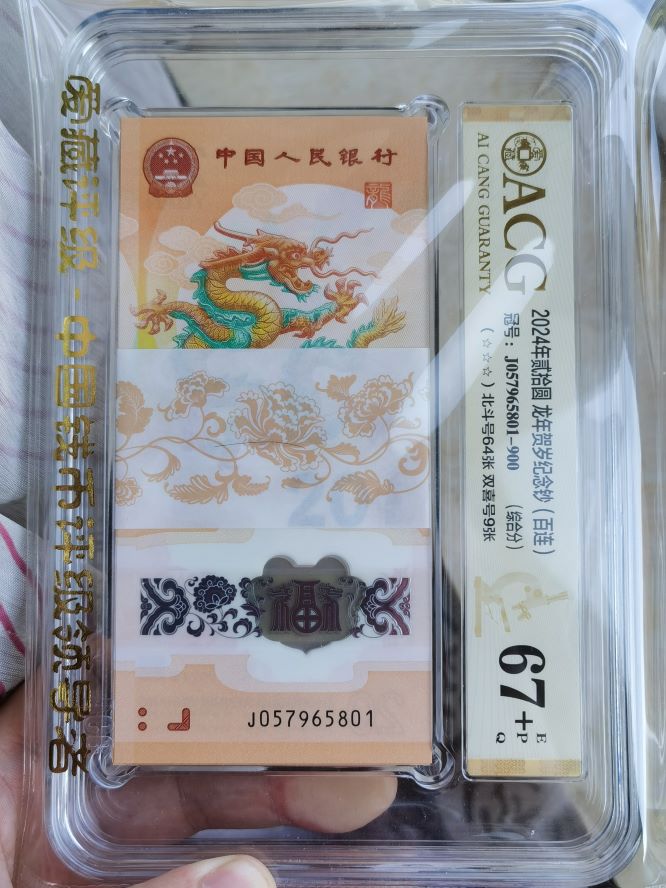 爱藏评级·中国钱币评级领导者
中国人民银行
龍
福
J057965801
ACG
AI CANG GUARANTY
2024年贰拾圆 龙年贺岁纪念钞（百连）
冠号：J057965801-900 （综合分）
（☆☆☆）北斗号64张 双喜号9张
67+
E
P
Q